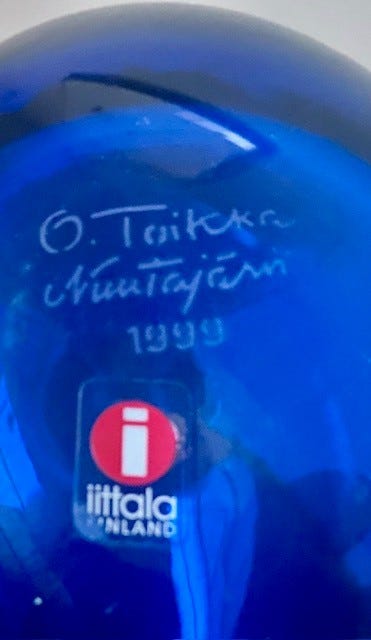 O. Toikka
Nuutajärvi
1999
i
iittala
FINLAND